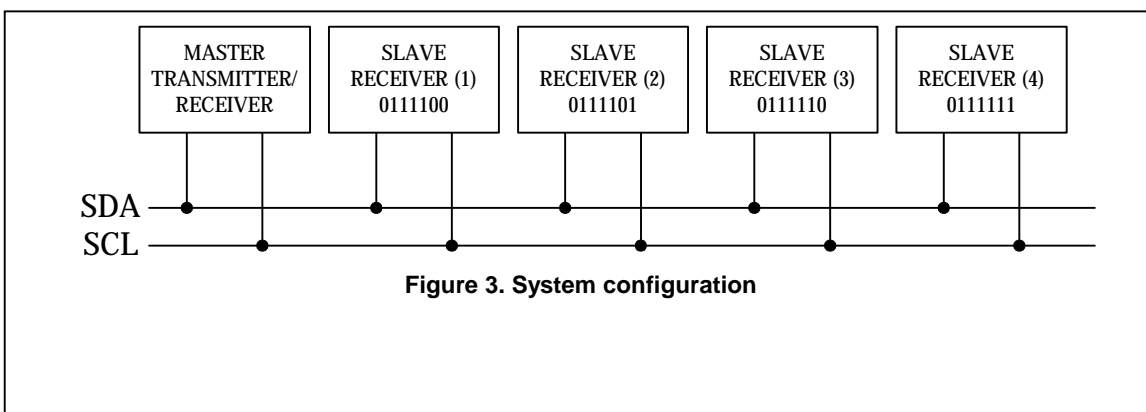 MASTER
TRANSMITTER/
RECEIVER
SLAVE
RECEIVER (1)
0111100
SLAVE
RECEIVER (2)
0111101
SLAVE
RECEIVER (3)
0111110
SLAVE
RECEIVER (4)
0111111
SDA
SCL
Figure 3. System configuration